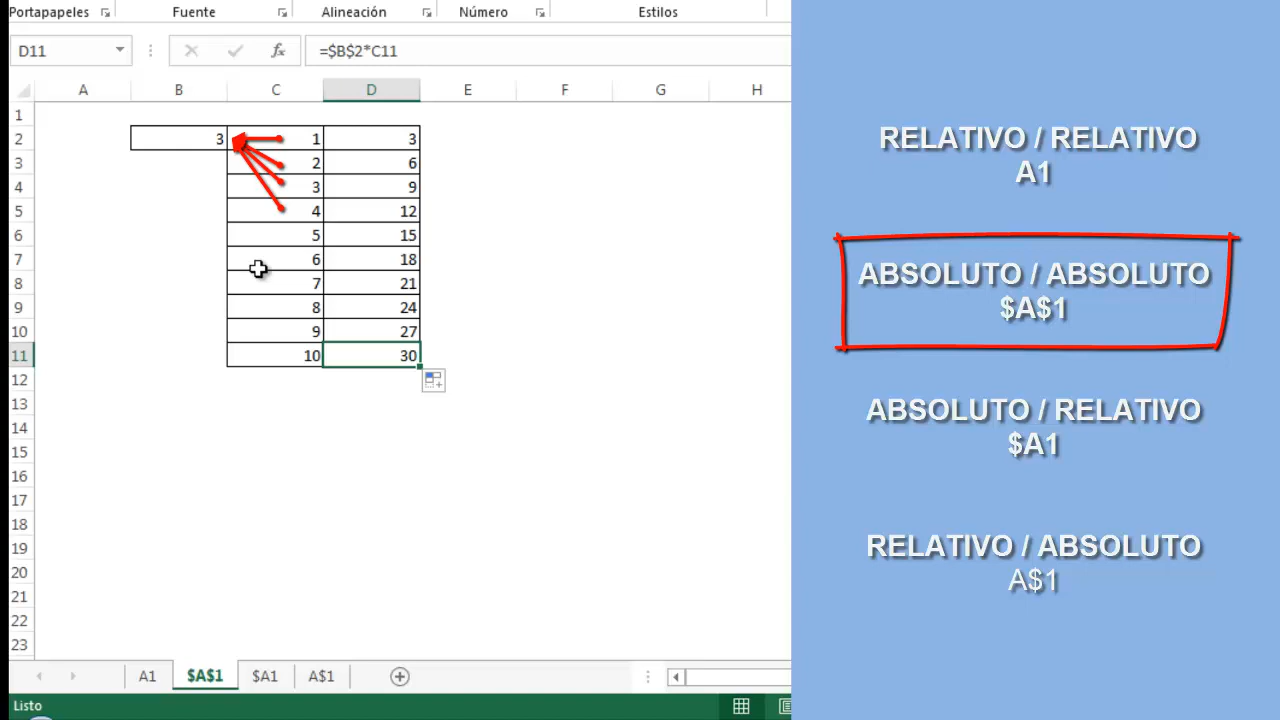 Portapapeles Fuente Alineación Número Estilos
D11 fx =$B$2*C11
A B C D E F G H
1
2 3 1 3
3 2 6
4 3 9
5 4 12
6 5 15
7 6 18
8 7 21
9 8 24
10 9 27
11 10 30
12
13
14
15
16
17
18
19
20
21
22
23
A1 $A$1 $A1 A$1
Listo
RELATIVO / RELATIVO
A1
ABSOLUTO / ABSOLUTO
$A$1
ABSOLUTO / RELATIVO
$A1
RELATIVO / ABSOLUTO
A$1